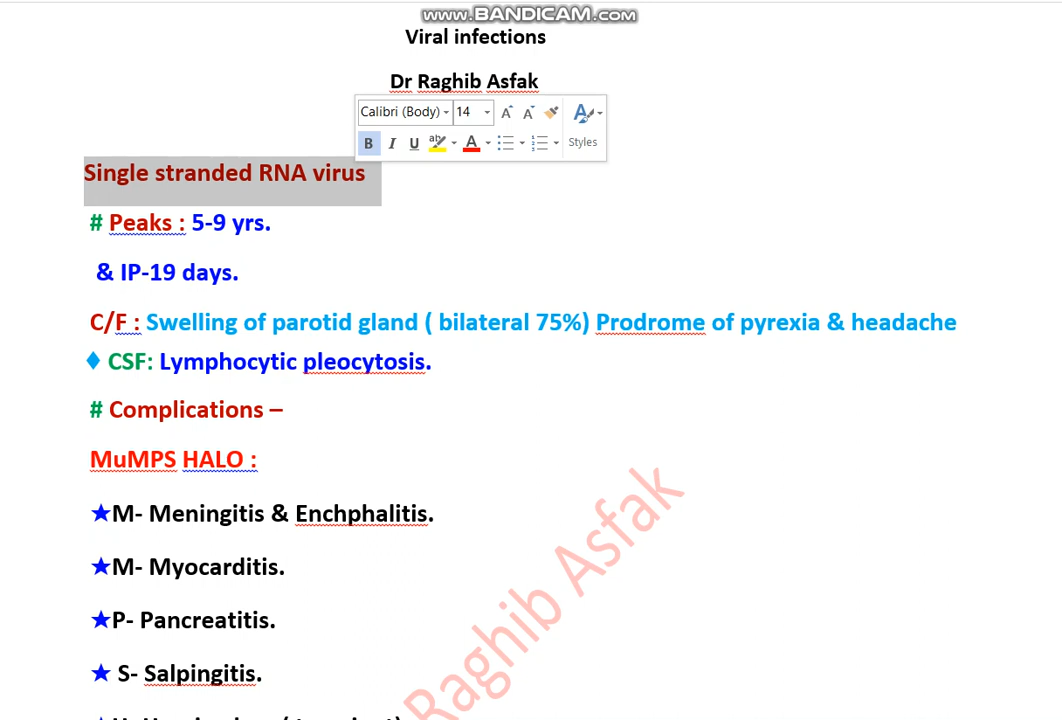 www.BANDICAM.com
Viral infections
Dr Raghib Asfak
Calibri (Body) 14
B I U ab A Styles
Single stranded RNA virus
# Peaks : 5-9 yrs.
& IP-19 days.
C/F : Swelling of parotid gland ( bilateral 75%) Prodrome of pyrexia & headache
♦ CSF: Lymphocytic pleocytosis.
# Complications –
MuMPS HALO :
★M- Meningitis & Enchphalitis.
★M- Myocarditis.
★P- Pancreatitis.
★ S- Salpingitis.
Raghib Asfak